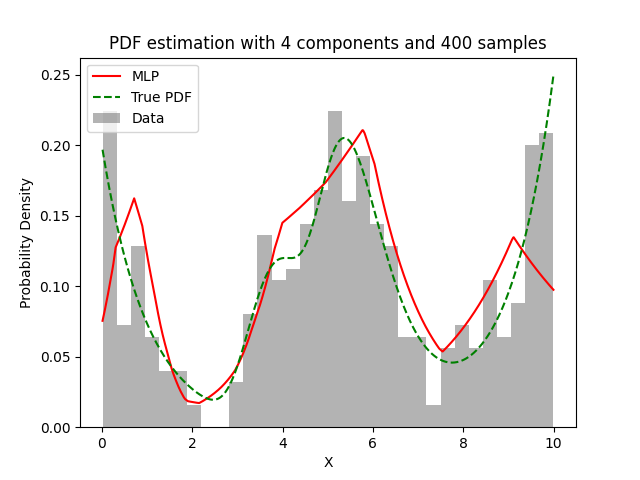 PDF estimation with 4 components and 400 samples
MLP
True PDF
Data
Probability Density
0.25
0.20
0.15
0.10
0.05
0.00
0
2
4
6
8
10
X